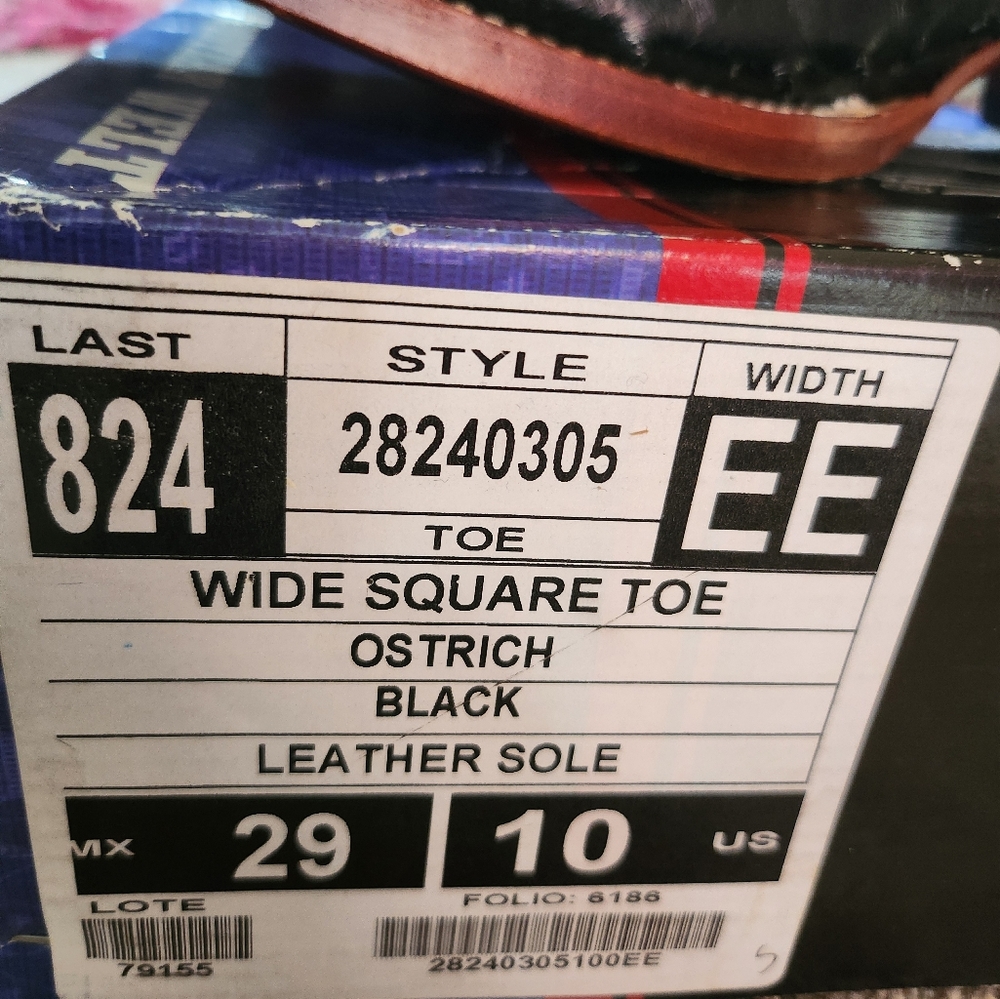 WELT
LAST
STYLE
WIDTH
824
28240305
EE
TOE
WIDE SQUARE TOE
OSTRICH
BLACK
LEATHER SOLE
MX 29
10 US
LOTE
FOLIO: 6186
79155
28240305100EE